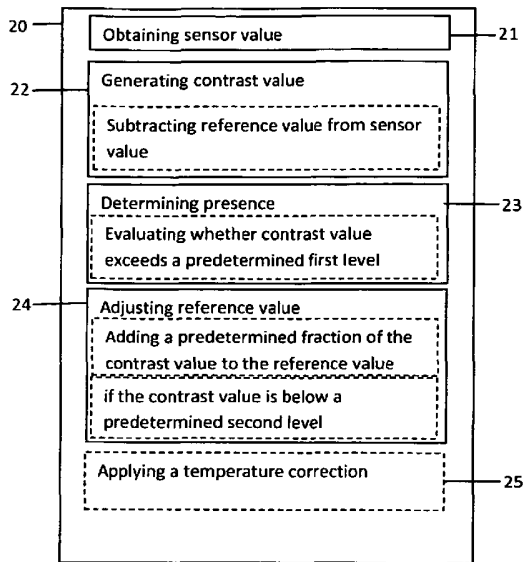 20
Obtaining sensor value
21
22
Generating contrast value
Subtracting reference value from sensor
value
Determining presence
23
Evaluating whether contrast value
exceeds a predetermined first level
24
Adjusting reference value
Adding a predetermined fraction of the
contrast value to the reference value
if the contrast value is below a
predetermined second level
Applying a temperature correction
25